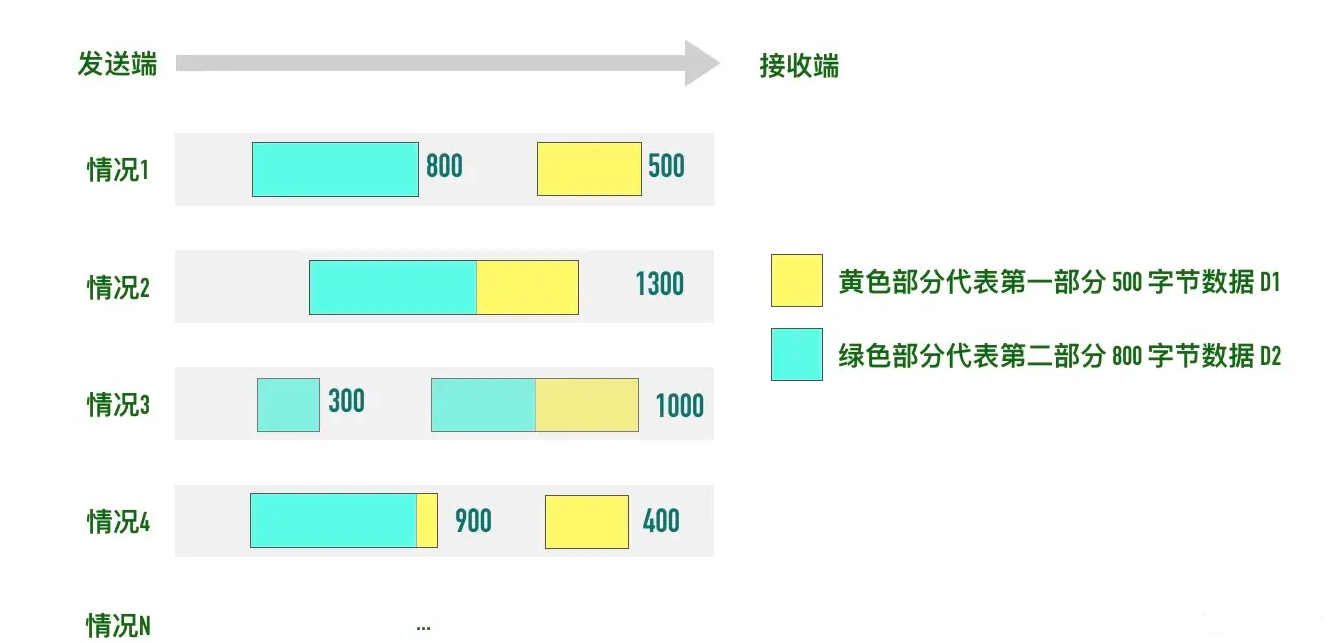 发送端
接收端
情况1
800
500
情况2
1300
黄色部分代表第一部分 500 字节数据 D1
绿色部分代表第二部分 800 字节数据 D2
情况3
300
1000
情况4
900
400
情况N
...